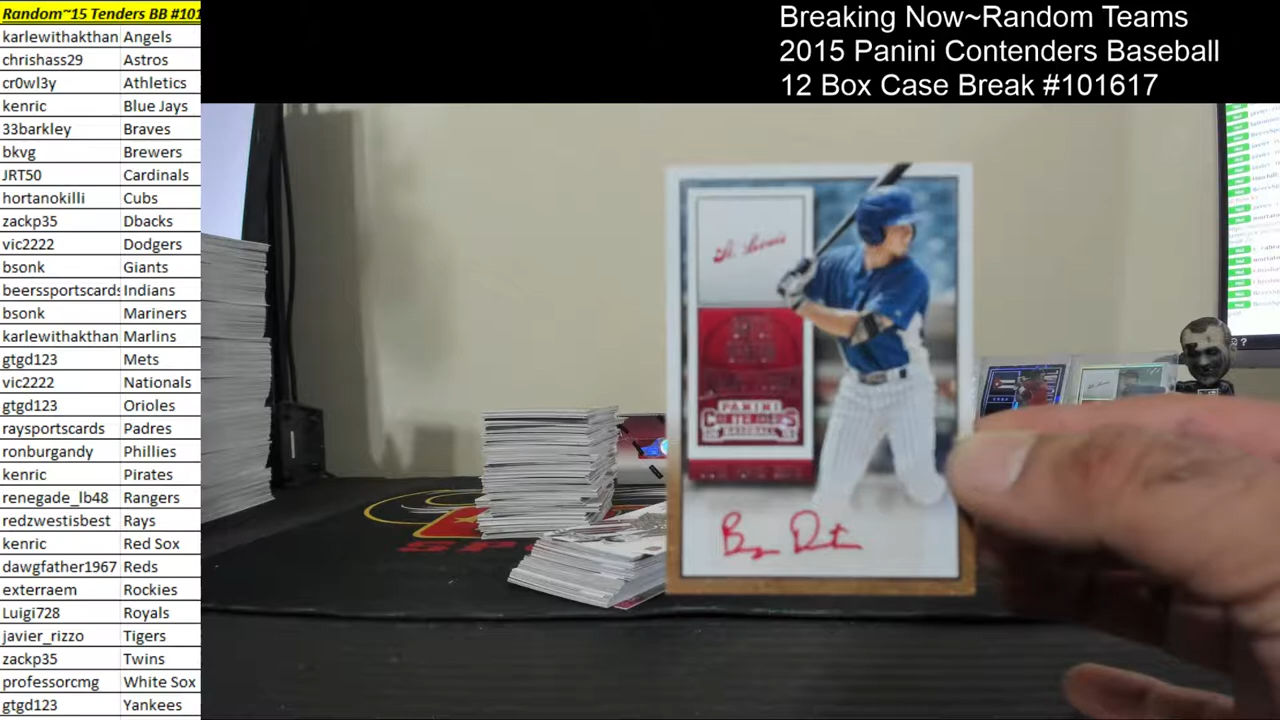 Random~15 Tenders BB #101
karlewithakthan Angels
chrishass29 Astros
cr0wl3y Athletics
kenric Blue Jays
33barkley Braves
bkvg Brewers
JRT50 Cardinals
hortanokilli Cubs
zackp35 Dbacks
vic2222 Dodgers
bsonk Giants
beerssportscards Indians
bsonk Mariners
karlewithakthan Marlins
gtgd123 Mets
vic2222 Nationals
gtgd123 Orioles
raysportscards Padres
ronburgandy Phillies
kenric Pirates
renegade_lb48 Rangers
redzwestisbest Rays
kenric Red Sox
dawgfather1967 Reds
exterraem Rockies
Luigi728 Royals
javier_rizzo Tigers
zackp35 Twins
professorcmg White Sox
gtgd123 Yankees
Breaking Now~Random Teams
2015 Panini Contenders Baseball
12 Box Case Break #101617
St. Louis
PANINI
CONTENDERS